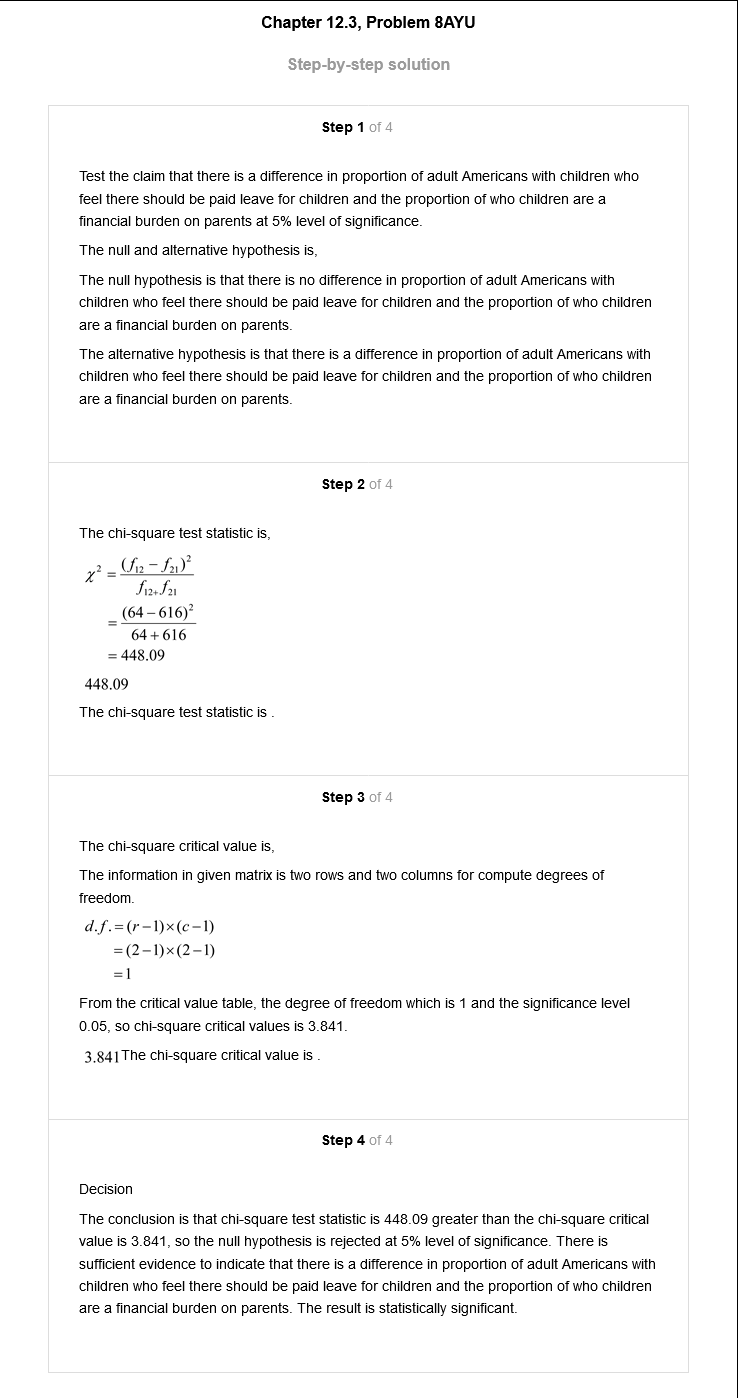 Chapter 12.3, Problem 8AYU
Step-by-step solution
Step 1 of 4
Test the claim that there is a difference in proportion of adult Americans with children who
feel there should be paid leave for children and the proportion of who children are a
financial burden on parents at 5% level of significance.
The null and alternative hypothesis is,
The null hypothesis is that there is no difference in proportion of adult Americans with
children who feel there should be paid leave for children and the proportion of who children
are a financial burden on parents.
The alternative hypothesis is that there is a difference in proportion of adult Americans with
children who feel there should be paid leave for children and the proportion of who children
are a financial burden on parents.
Step 2 of 4
The chi-square test statistic is,
χ² = (f₁₂ − f₂₁)² / f₁₂₊ f₂₁
= (64 − 616)² / 64 + 616
= 448.09
448.09
The chi-square test statistic is .
Step 3 of 4
The chi-square critical value is,
The information in given matrix is two rows and two columns for compute degrees of
freedom.
d.f. = (r − 1) × (c − 1)
= (2 − 1) × (2 − 1)
= 1
From the critical value table, the degree of freedom which is 1 and the significance level
0.05, so chi-square critical values is 3.841.
3.841 The chi-square critical value is .
Step 4 of 4
Decision
The conclusion is that chi-square test statistic is 448.09 greater than the chi-square critical
value is 3.841, so the null hypothesis is rejected at 5% level of significance. There is
sufficient evidence to indicate that there is a difference in proportion of adult Americans with
children who feel there should be paid leave for children and the proportion of who children
are a financial burden on parents. The result is statistically significant.